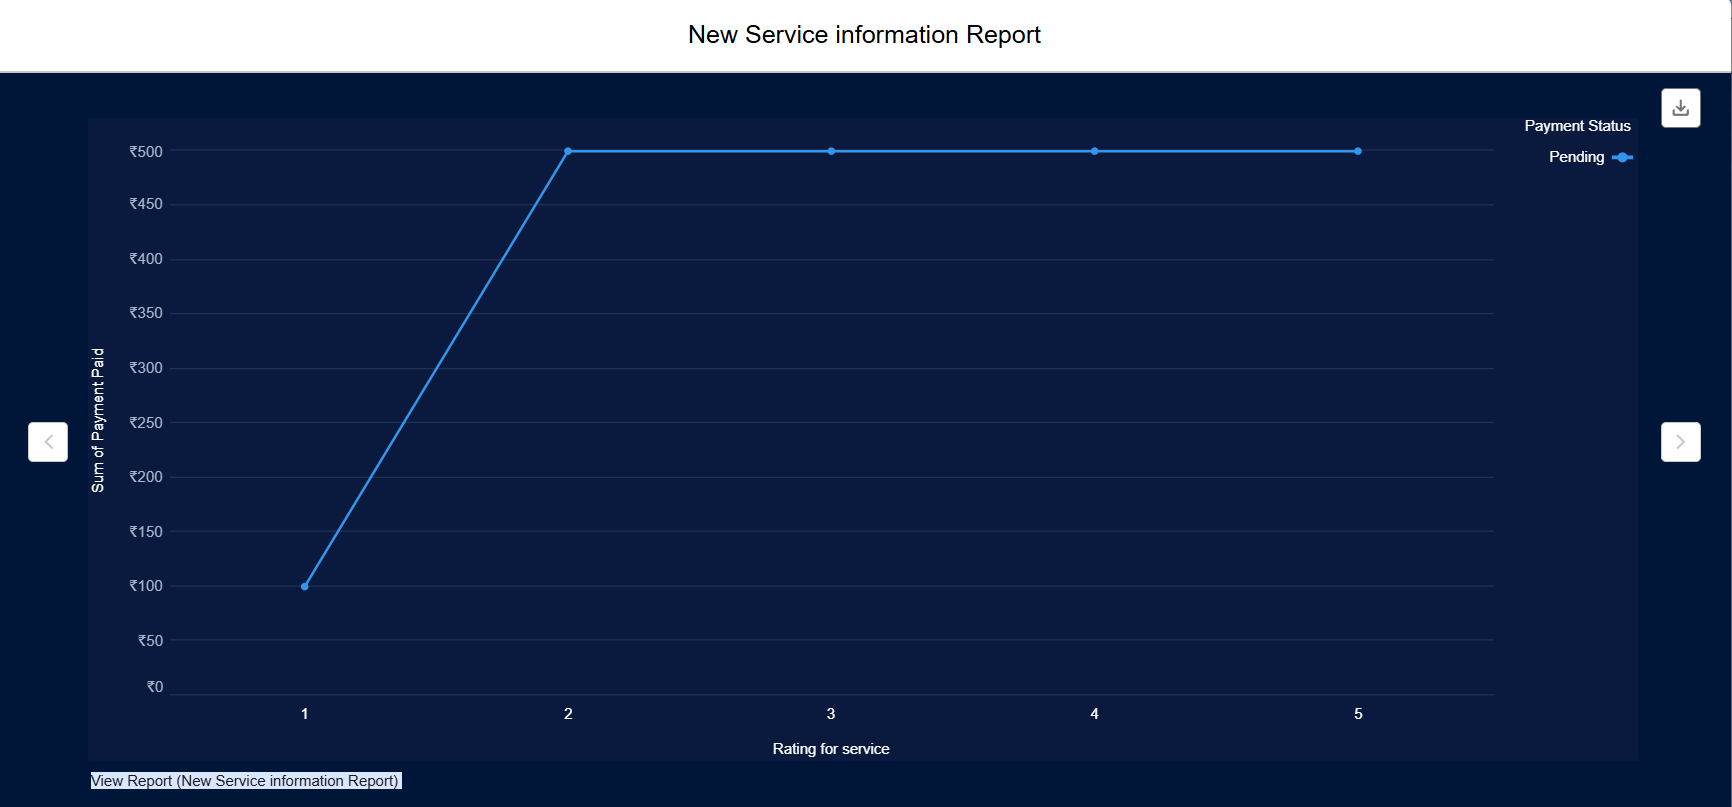 New Service information Report
Payment Status
Pending
₹500
₹450
₹400
₹350
₹300
₹250
₹200
₹150
₹100
₹50
₹0
Sum of Payment Paid
1 2 3 4 5
Rating for service
View Report (New Service information Report)